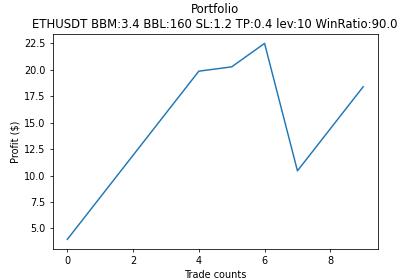 Portfolio
ETHUSDT BBM:3.4 BBL:160 SL:1.2 TP:0.4 lev:10 WinRatio:90.0
22.5
20.0
17.5
15.0
12.5
10.0
7.5
5.0
Profit ($)
0 2 4 6 8
Trade counts